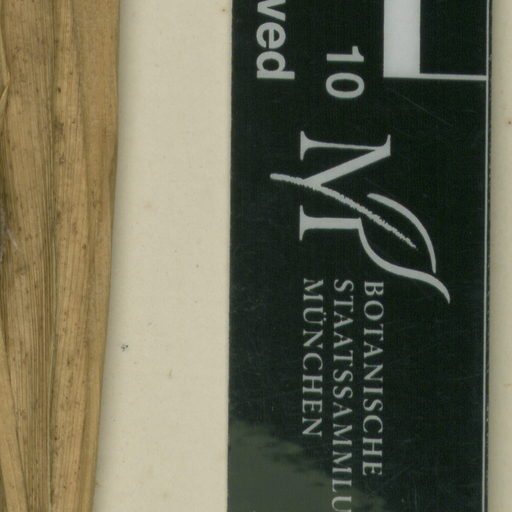 ved
10
BOTANISCHE
STAATSSAMMLU
MÜNCHEN